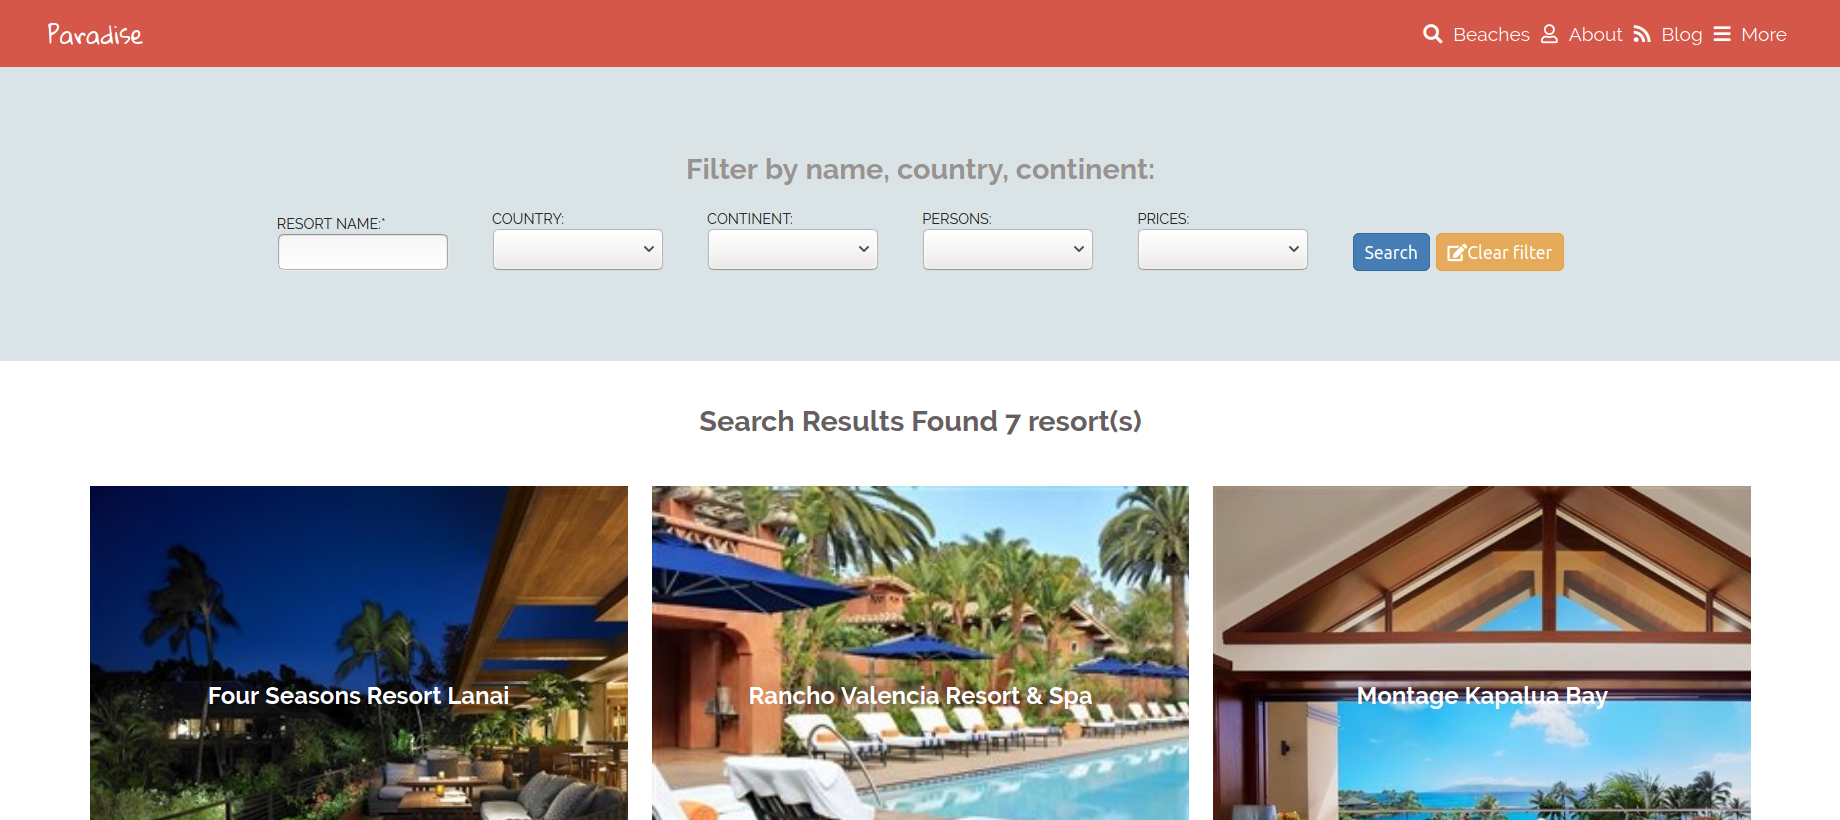 Paradise
Beaches About Blog More
Filter by name, country, continent:
RESORT NAME:* COUNTRY: CONTINENT: PERSONS: PRICES:
Search Clear filter
Search Results Found 7 resort(s)
Four Seasons Resort Lanai Rancho Valencia Resort & Spa Montage Kapalua Bay